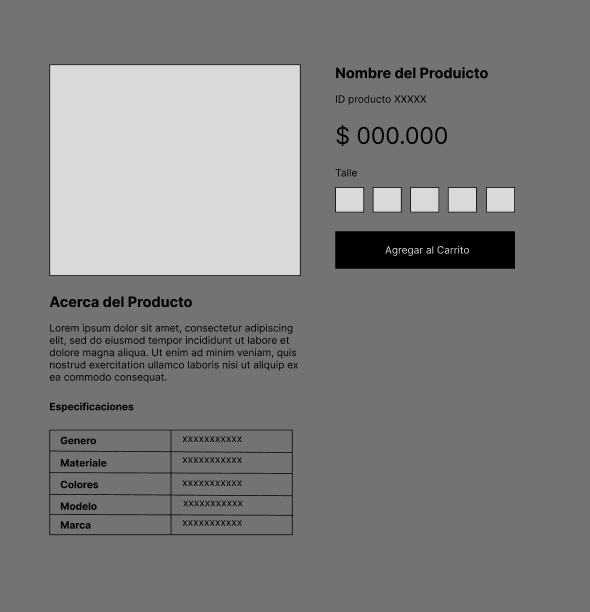 Nombre del Produicto
ID producto XXXXX
$ 000.000
Talle
Agregar al Carrito
Acerca del Producto
Lorem ipsum dolor sit amet, consectetur adipiscing
elit, sed do eiusmod tempor incididunt ut labore et
dolore magna aliqua. Ut enim ad minim veniam, quis
nostrud exercitation ullamco laboris nisi ut aliquip ex
ea commodo consequat.
Especificaciones
Genero XXXXXXXXXXX
Materiale XXXXXXXXXXX
Colores XXXXXXXXXXX
Modelo XXXXXXXXXXX
Marca XXXXXXXXXXX